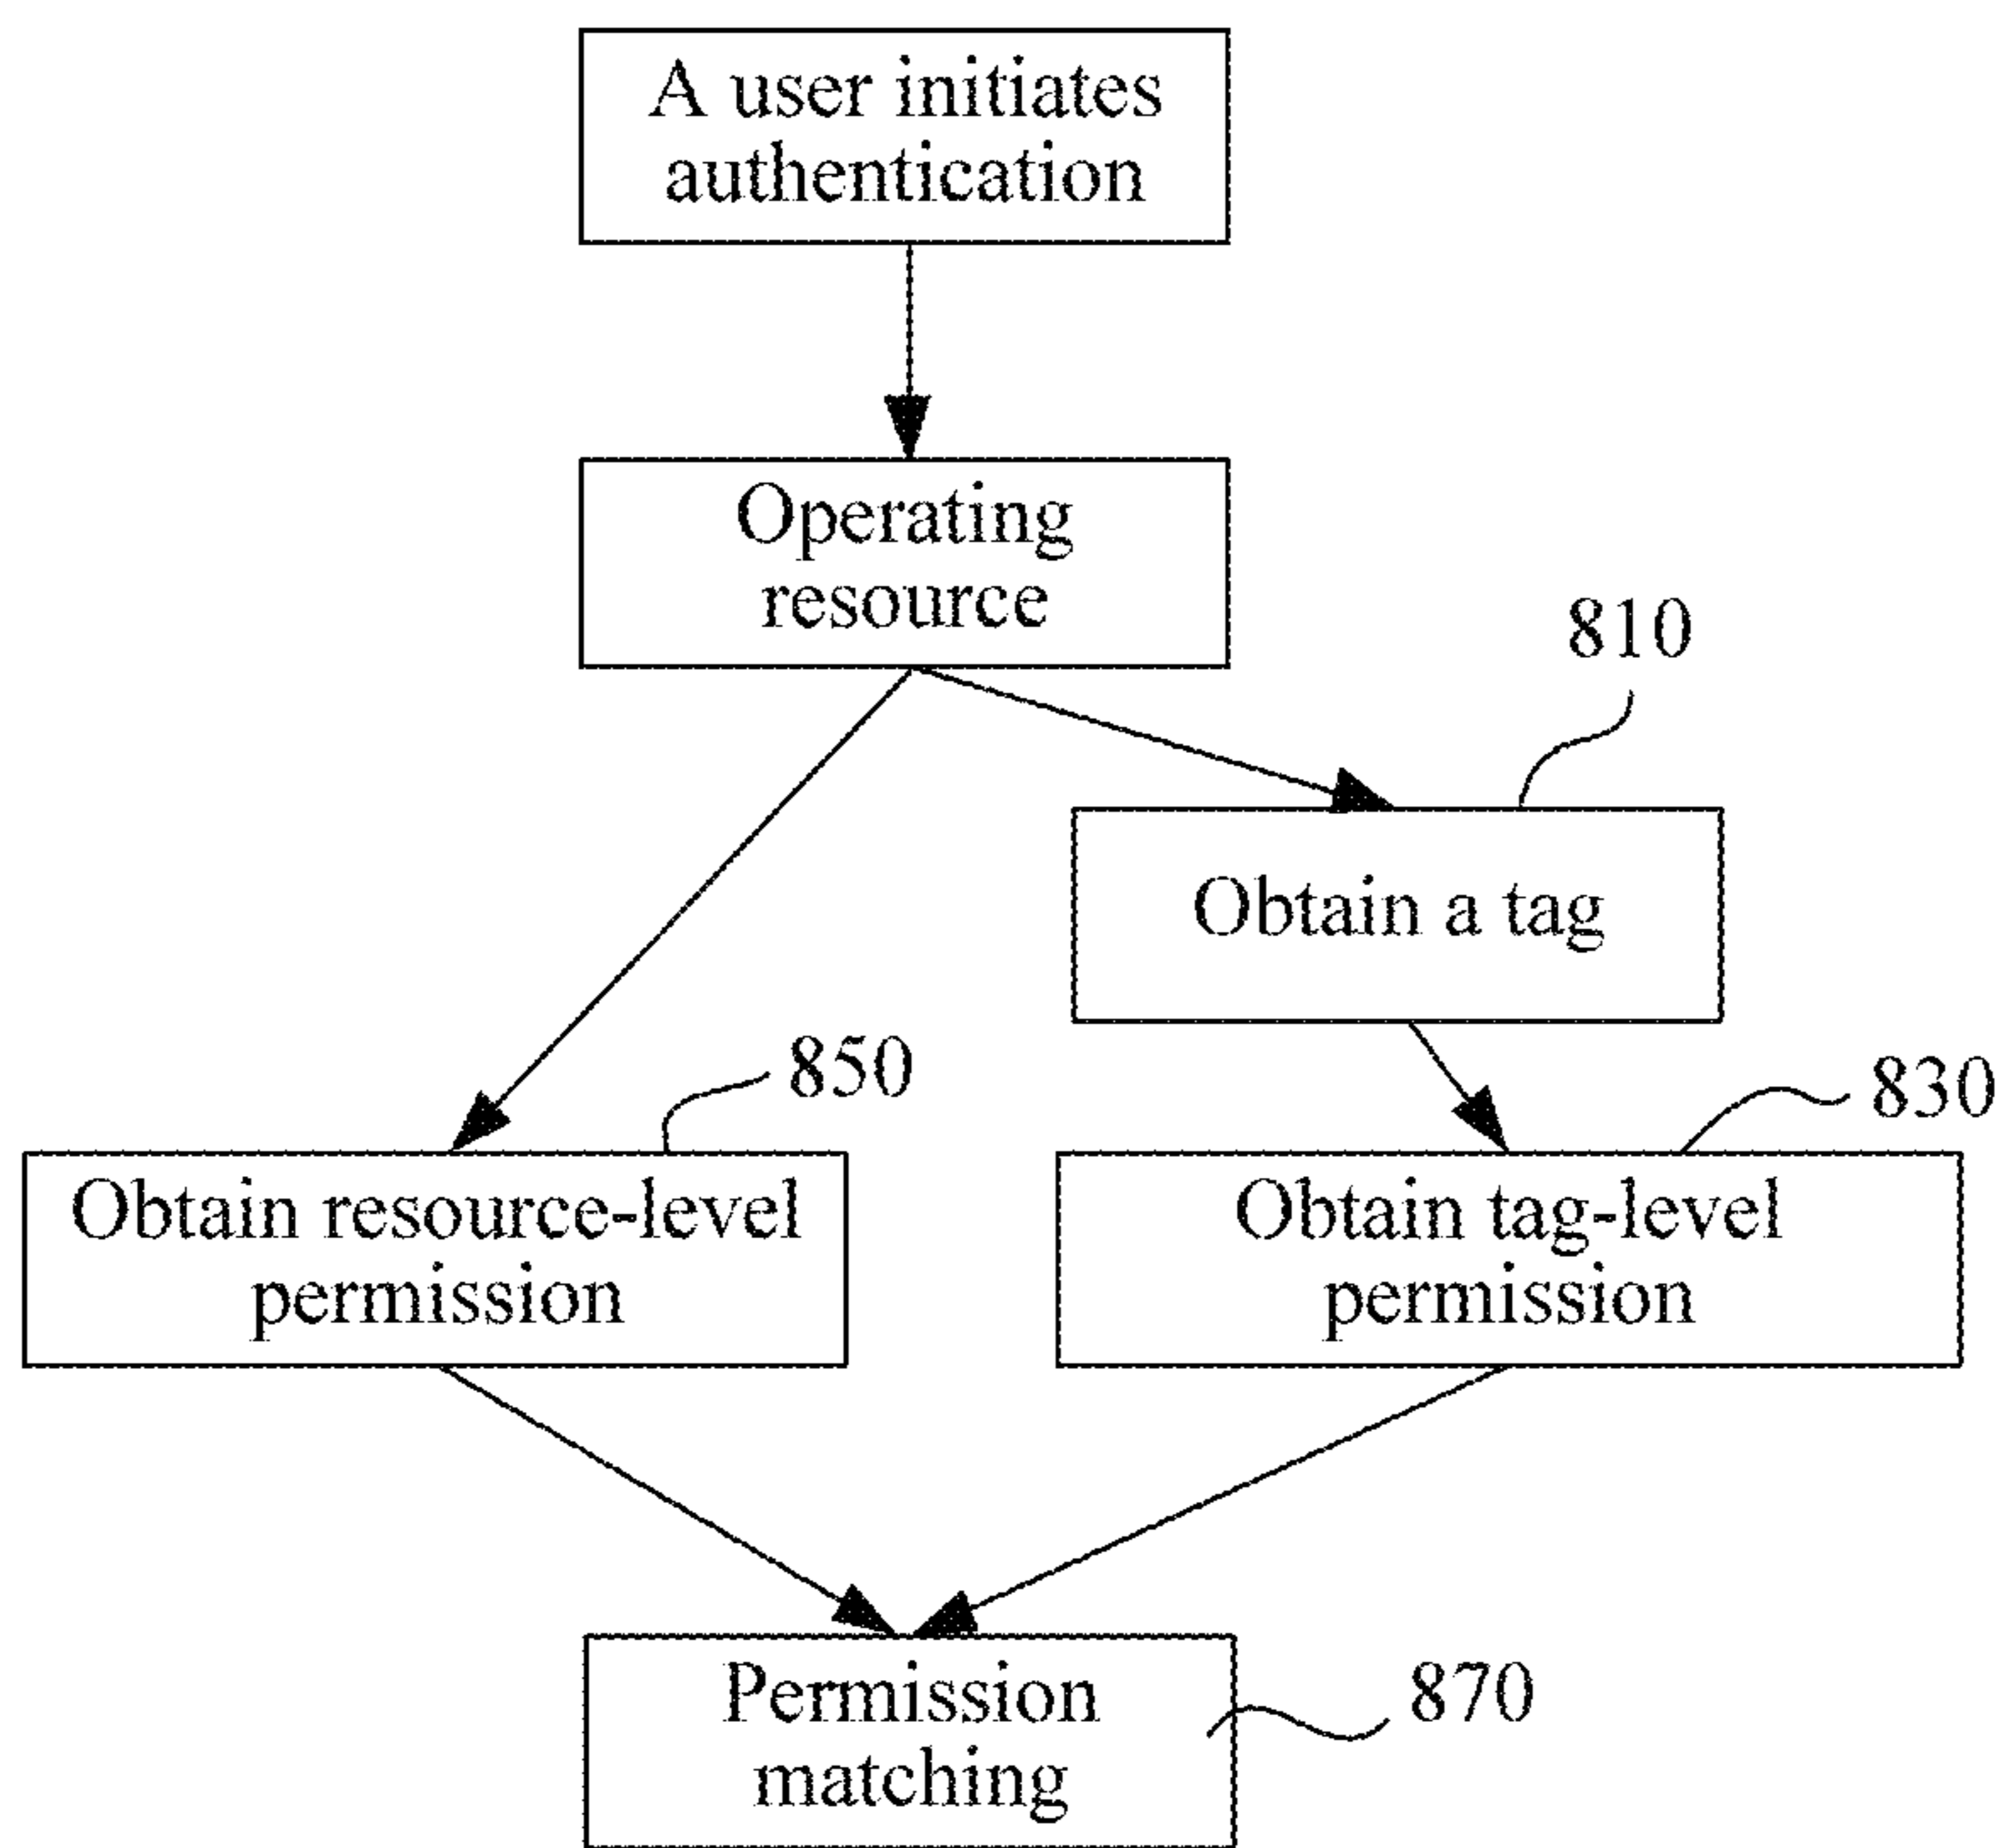 A user initiates
authentication
Operating
resource
810
Obtain a tag
850
830
Obtain resource-level
permission
Obtain tag-level
permission
Permission
matching
870